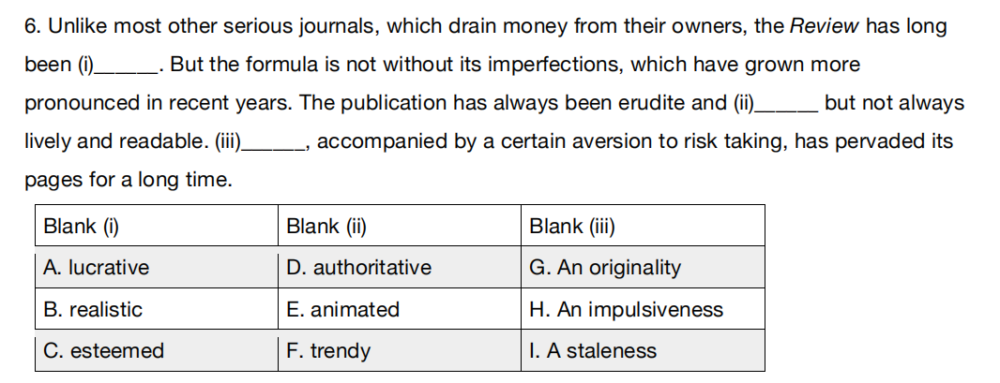 6. Unlike most other serious journals, which drain money from their owners, the Review has long
been (i)______. But the formula is not without its imperfections, which have grown more
pronounced in recent years. The publication has always been erudite and (ii)______ but not always
lively and readable. (iii)______, accompanied by a certain aversion to risk taking, has pervaded its
pages for a long time.
Blank (i) Blank (ii) Blank (iii)
A. lucrative D. authoritative G. An originality
B. realistic E. animated H. An impulsiveness
C. esteemed F. trendy I. A staleness